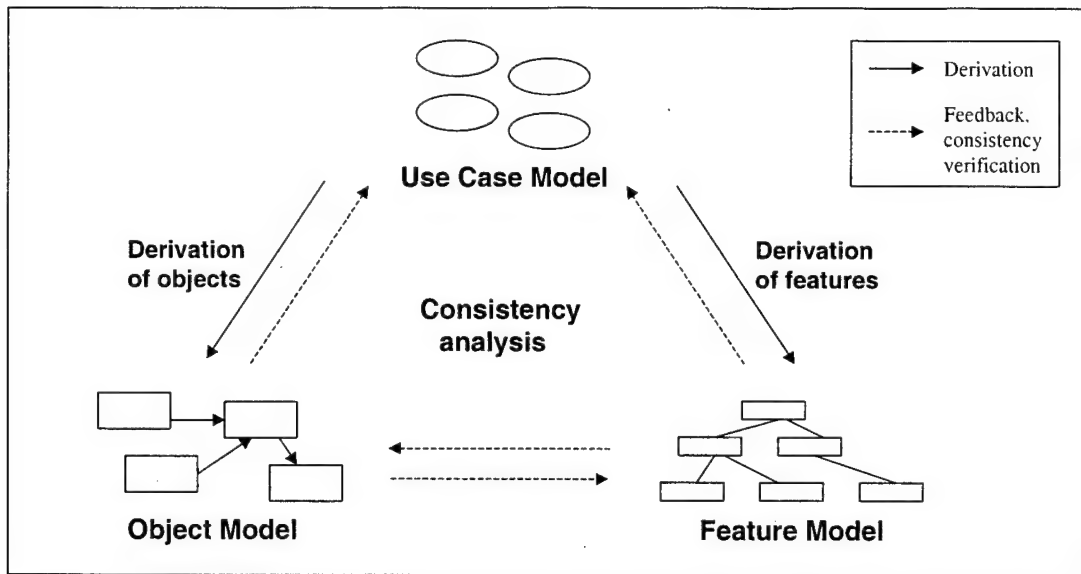 Derivation
Feedback,
consistency
verification
Use Case Model
Derivation
of objects
Derivation
of features
Consistency
analysis
Object Model
Feature Model